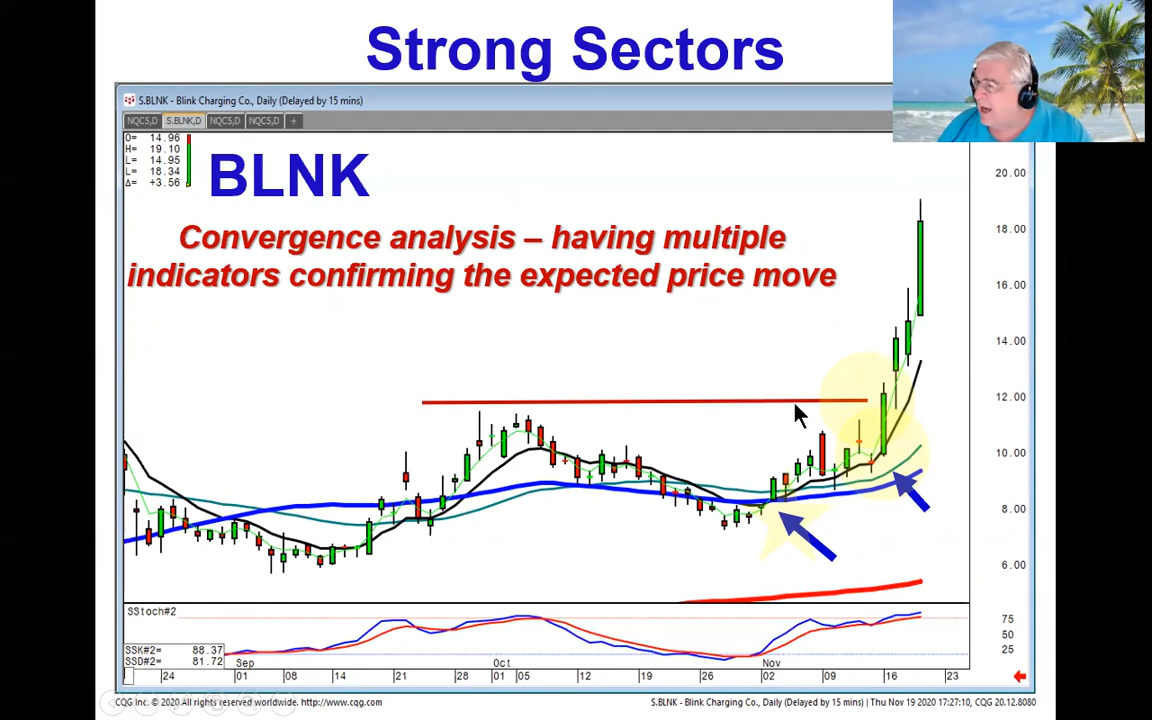 Strong Sectors
S.BLNK - Blink Charging Co., Daily (Delayed by 15 mins)
NQC5,D S.BLNK,D NQC5,D NQC5,D +
O= 14.96
H= 19.10
L= 14.95
L= 18.34
Δ= +3.56
BLNK
Convergence analysis – having multiple
indicators confirming the expected price move
20.00
18.00
16.00
14.00
12.00
10.00
8.00
6.00
SStoch#2
75
50
25
SSK#2= 88.37
SSD#2= 81.72
Sep Oct Nov
24 01 08 14 21 28 01 05 12 19 26 02 09 16 23
CQG Inc. © 2020 All rights reserved worldwide. http://www.cqg.com
S.BLNK - Blink Charging Co., Daily (Delayed by 15 mins) | Thu Nov 19 2020 17:27:10, CQG 20.12.8080